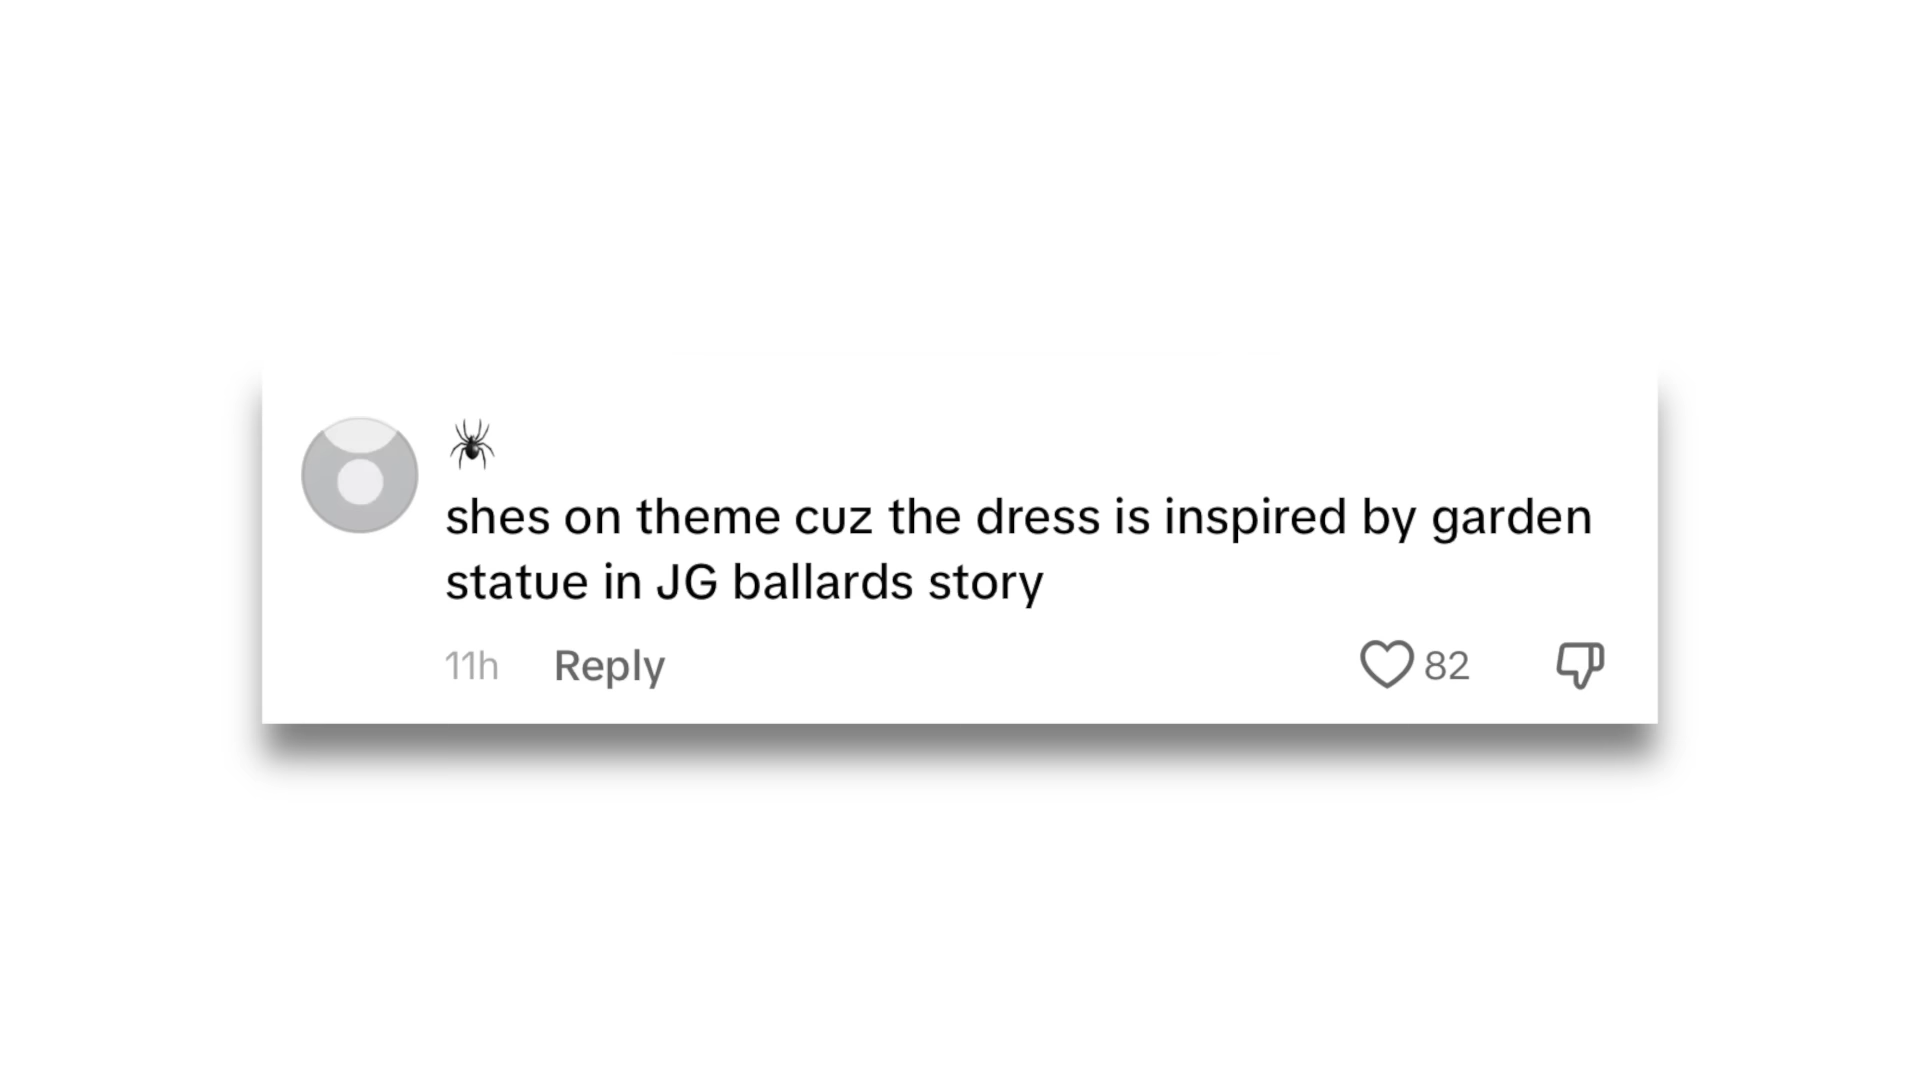 🕷
shes on theme cuz the dress is inspired by garden
statue in JG ballards story
11h Reply 82